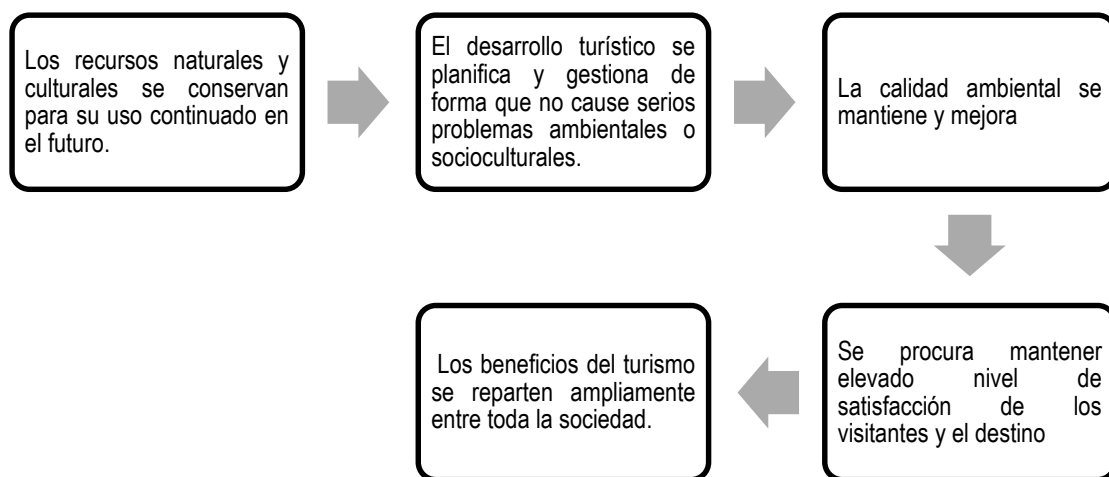 Los recursos naturales y
culturales se conservan
para su uso continuado en
el futuro.
El desarrollo turístico se
planifica y gestiona de
forma que no cause serios
problemas ambientales o
socioculturales.
La calidad ambiental se
mantiene y mejora
Se procura mantener
elevado nivel de
satisfacción de los
visitantes y el destino
Los beneficios del turismo
se reparten ampliamente
entre toda la sociedad.